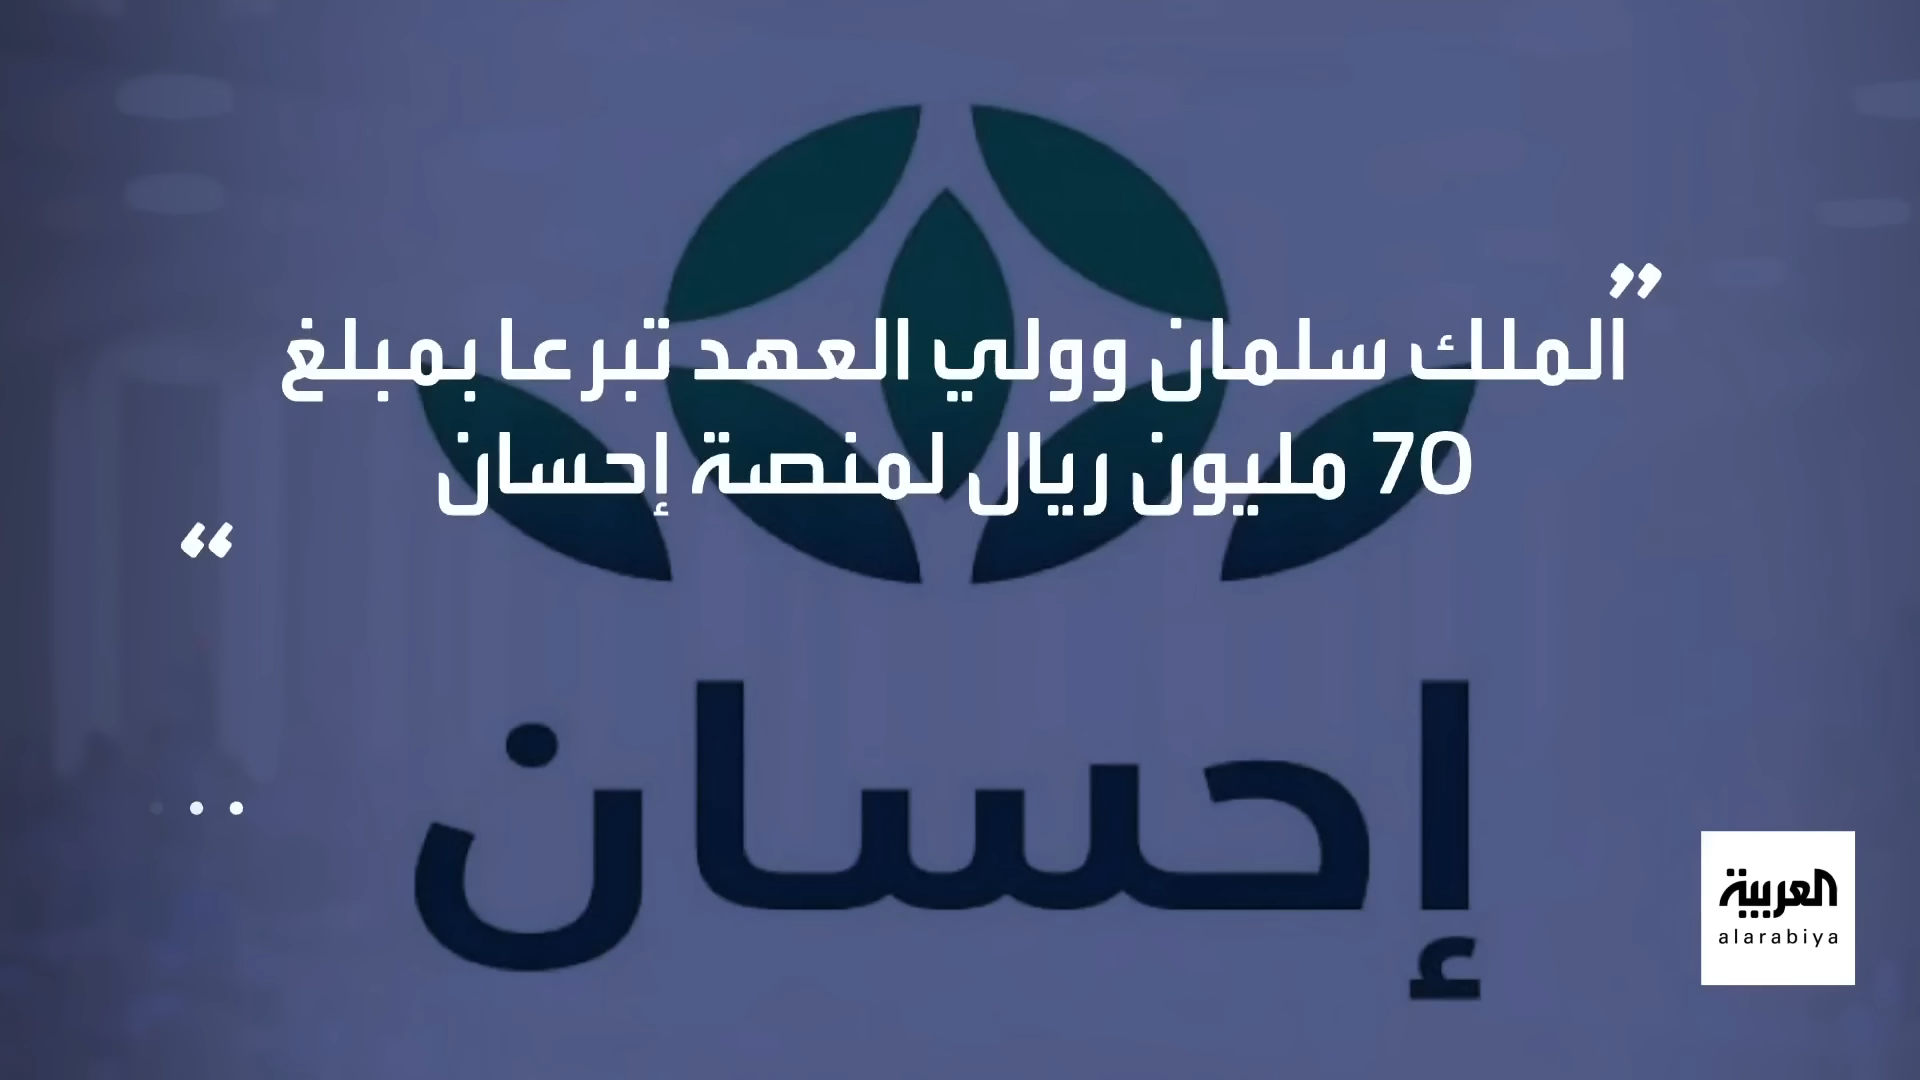 ”
الملك سلمان وولي العهد تبرعا بمبلغ
70 مليون ريال لمنصة إحسان
“
إحسان
العربية
alarabiya